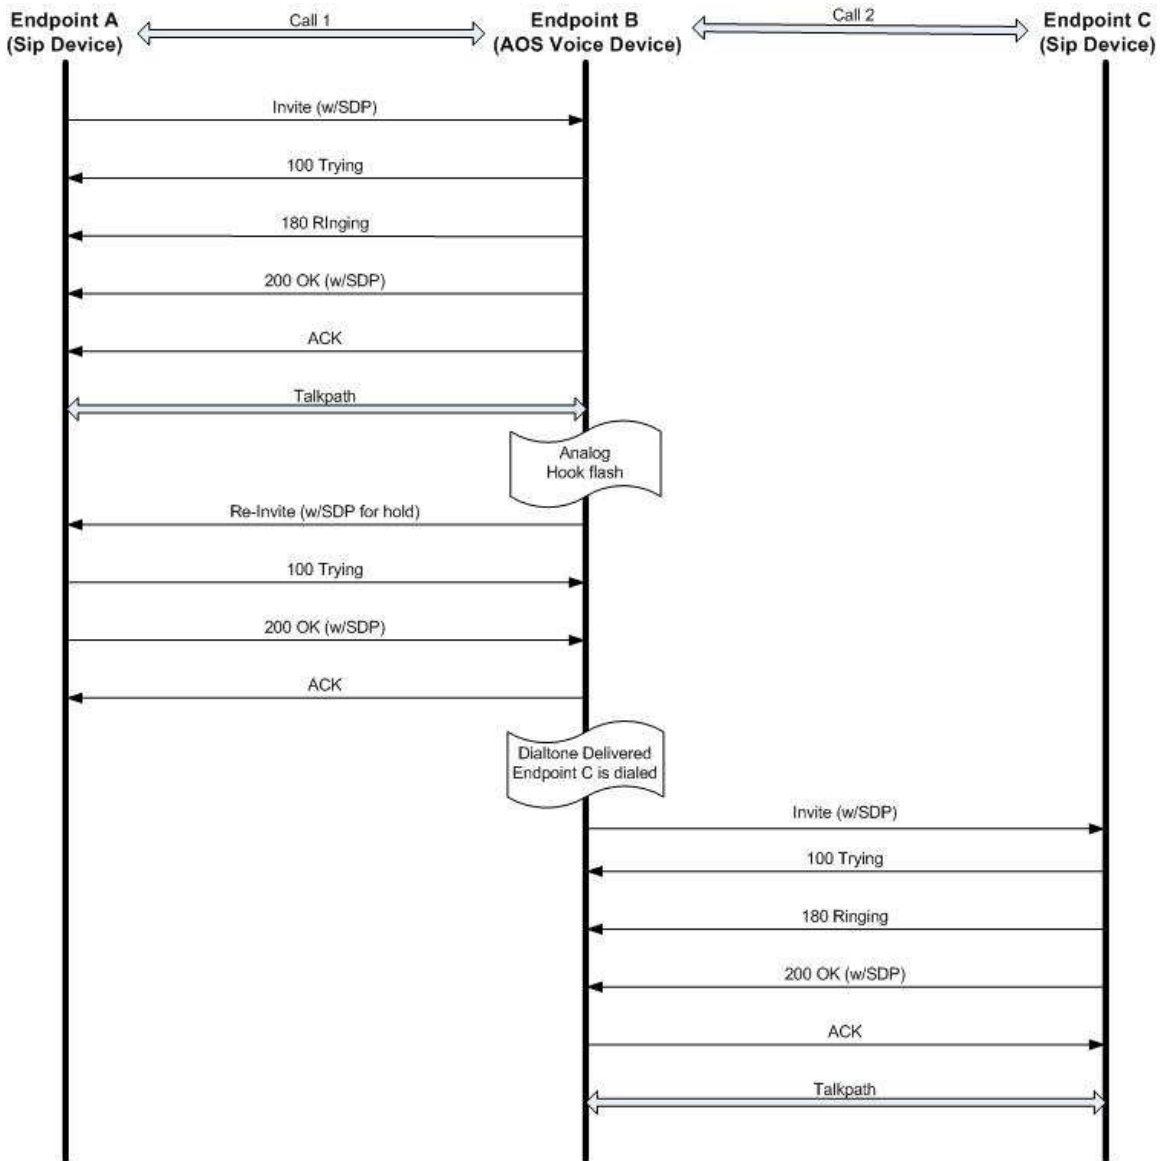 Endpoint A
(Sip Device)
Call 1
Endpoint B
(AOS Voice Device)
Call 2
Endpoint C
(Sip Device)
Invite (w/SDP)
100 Trying
180 RInging
200 OK (w/SDP)
ACK
Talkpath
Analog
Hook flash
Re-Invite (w/SDP for hold)
100 Trying
200 OK (w/SDP)
ACK
Dialtone Delivered
Endpoint C is dialed
Invite (w/SDP)
100 Trying
180 Ringing
200 OK (w/SDP)
ACK
Talkpath